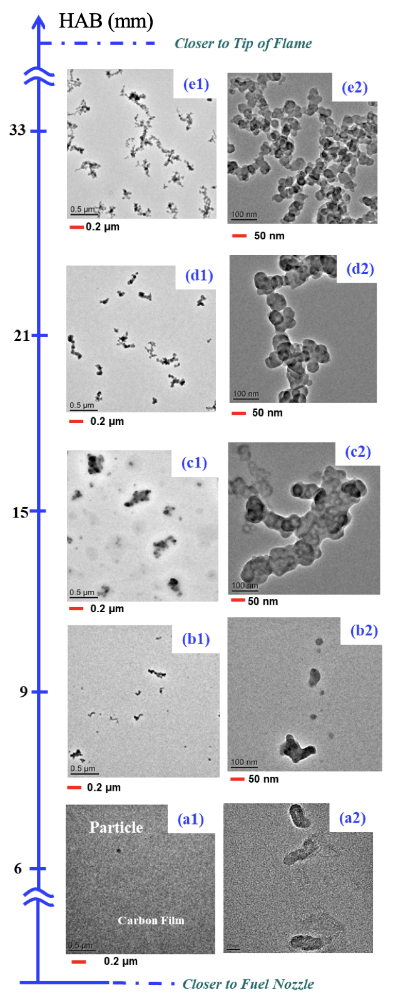 HAB (mm)
Closer to Tip of Flame
(e1)
(e2)
33
0.5 µm
100 nm
0.2 µm
50 nm
(d1)
(d2)
21
0.5 µm
100 nm
0.2 µm
50 nm
(c1)
(c2)
15
0.5 µm
100 nm
0.2 µm
50 nm
(b1)
(b2)
9
0.5 µm
100 nm
0.2 µm
50 nm
(a1)
(a2)
Particle
6
Carbon Film
0.5 µm
0.2 µm
Closer to Fuel Nozzle